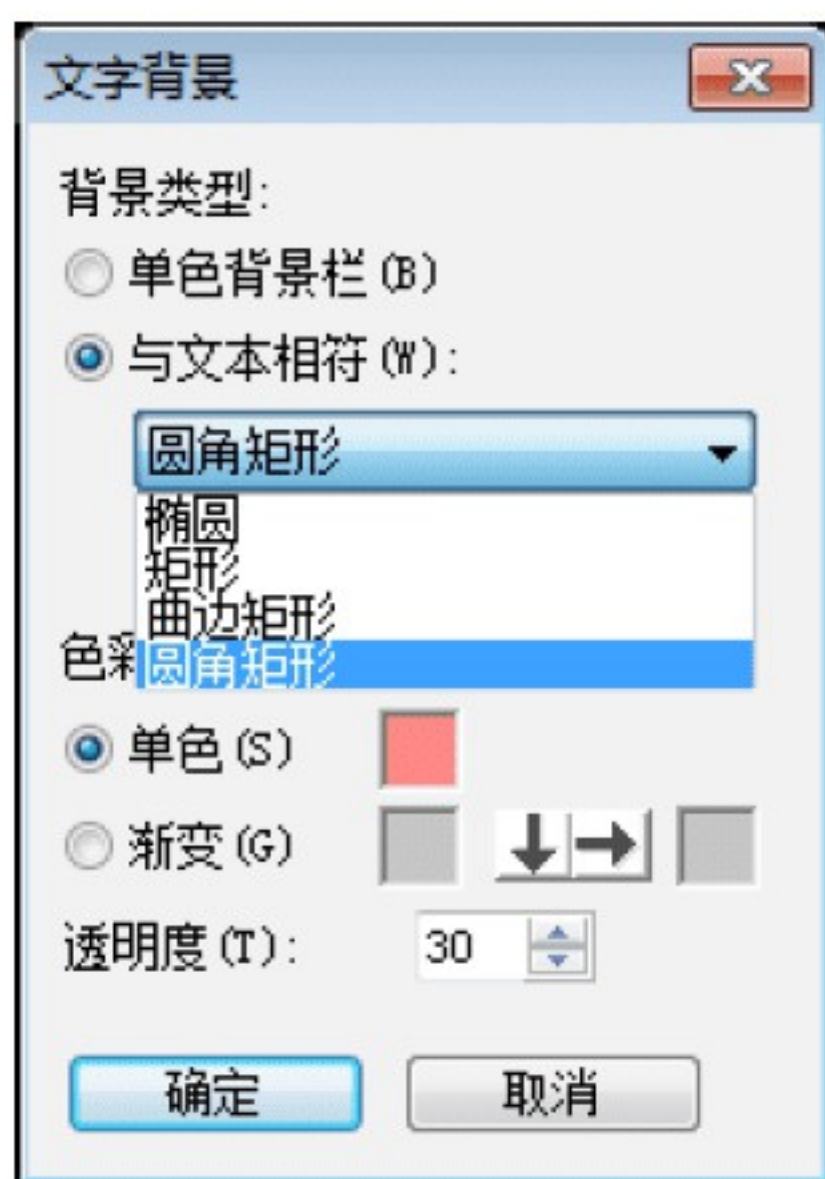 文字背景
背景类型:
单色背景栏(B)
与文本相符(W):
圆角矩形
椭圆
矩形
曲边矩形
色彩
圆角矩形
单色(S)
渐变(G)
透明度(T):
30
确定
取消